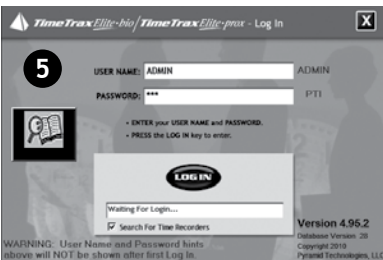 TimeTrax Elite-bio/TimeTrax Elite-prox - Log In X
5
USER NAME: ADMIN ADMIN
PASSWORD: *** PTI
• ENTER your USER NAME and PASSWORD.
• PRESS the LOG IN key to enter.
LOG IN
Waiting For Login...
Search For Time Recorders
Version 4.95.2
Database Version 28
WARNING: User Name and Password hints
Copyright 2010
above will NOT be shown after first Log In.
Pyramid Technologies, LLC